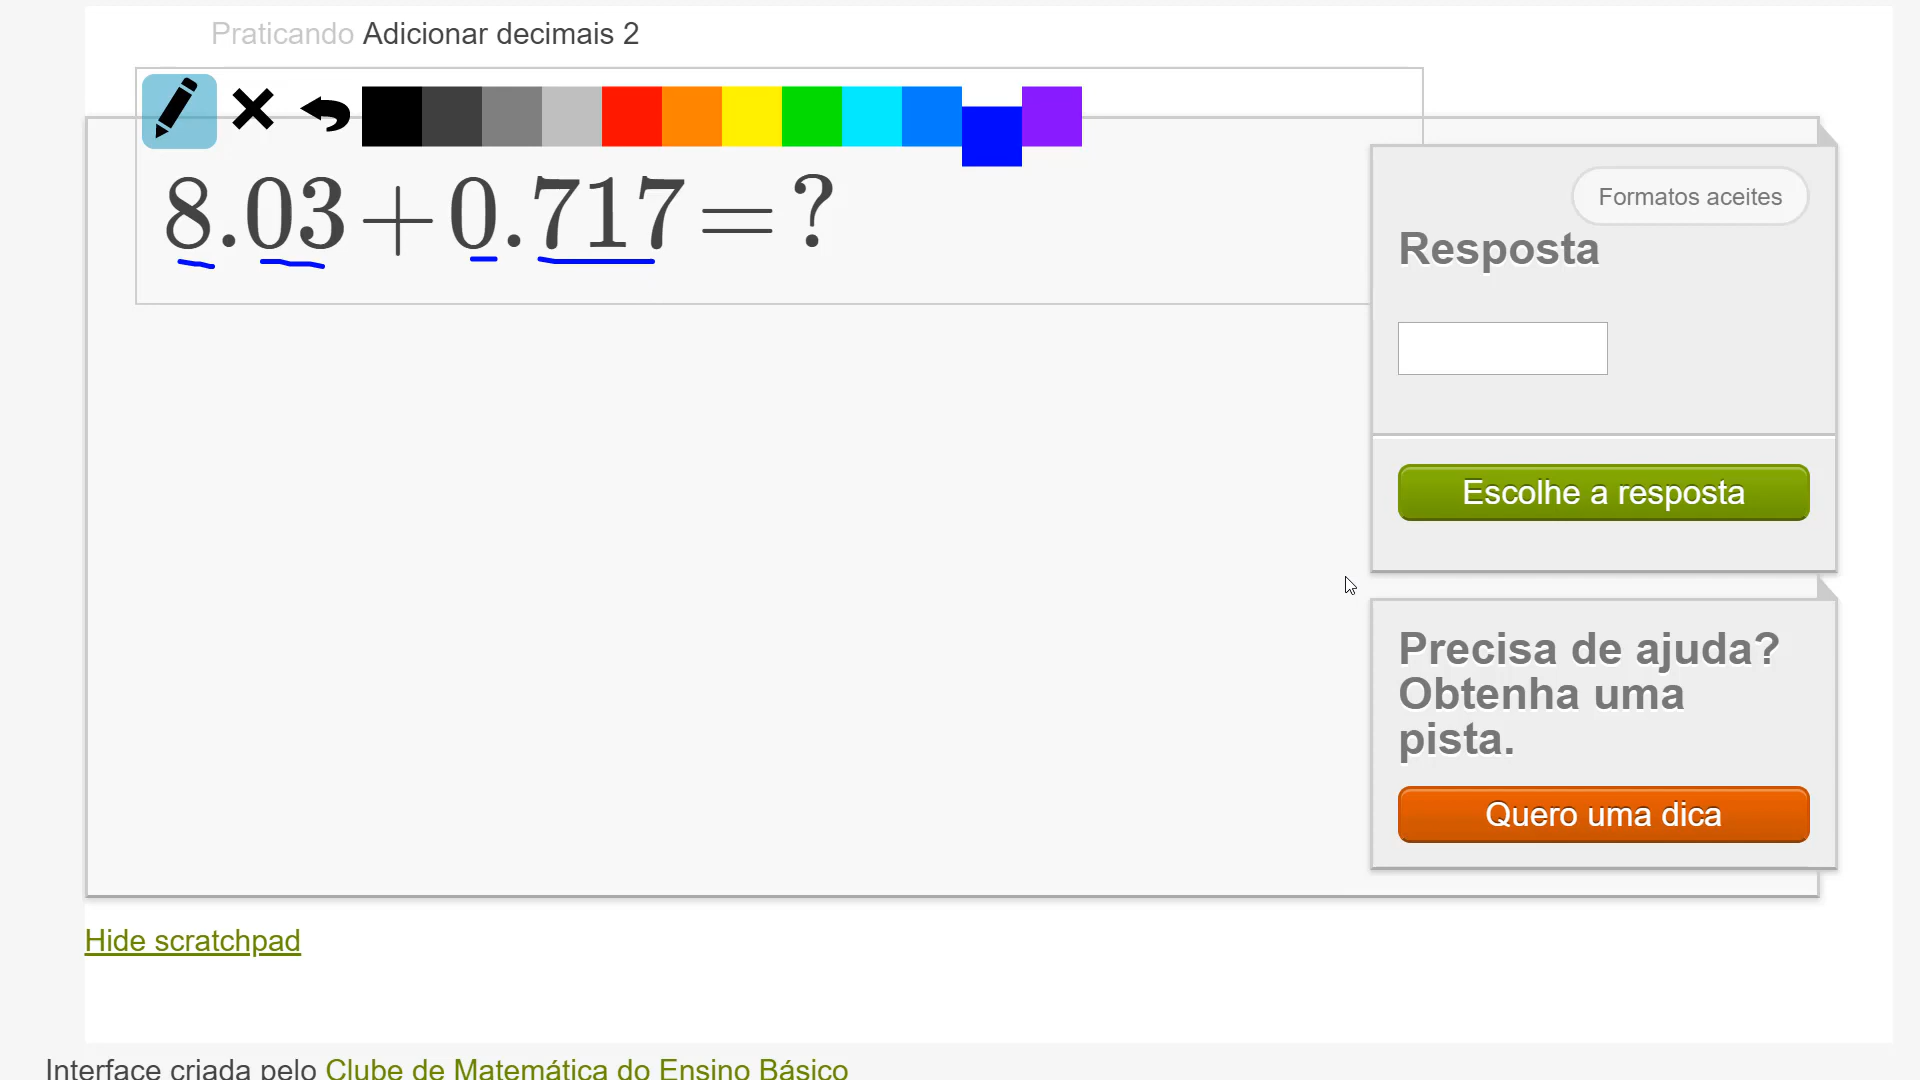 Praticando Adicionar decimais 2
8.03+0.717=?
Formatos aceites
Resposta
Escolhe a resposta
Precisa de ajuda?
Obtenha uma
pista.
Quero uma dica
Hide scratchpad
Interface criada pelo Clube de Matemática do Ensino Básico